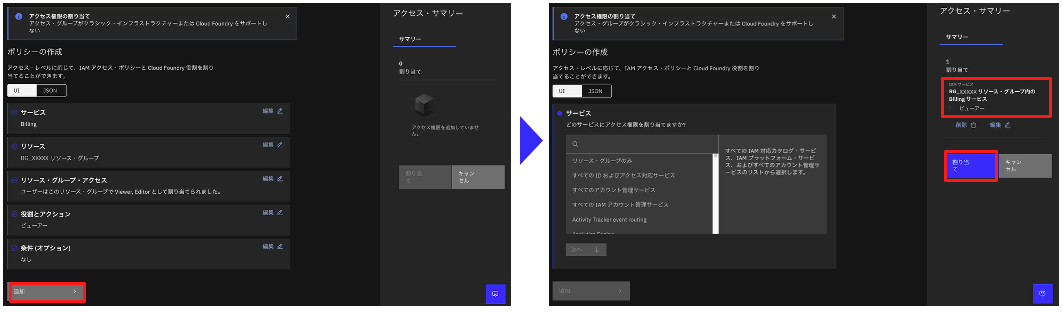 アクセス権限の割り当て
アクセス・グループがクラシック・インフラストラクチャーまたは Cloud Foundry をサポートし
ない
ポリシーの作成
アクセス・レベルに応じて、IAM アクセス・ポリシーと Cloud Foundry 役割を割り
当てることができます。
UI
JSON
サービス
編集
Billing
リソース
編集
RG_XXXXX リソース・グループ
リソース・グループ・アクセス
編集
ユーザーはこのリソース・グループで Viewer, Editor として割り当てられました。
役割とアクション
編集
ビューアー
条件 (オプション)
編集
なし
追加
アクセス・サマリー
サマリー
0
割り当て
アクセス権限を追加していませ
ん。
割り当
て
キャン
セル
アクセス権限の割り当て
アクセス・グループがクラシック・インフラストラクチャーまたは Cloud Foundry をサポートし
ない
ポリシーの作成
アクセス・レベルに応じて、IAM アクセス・ポリシーと Cloud Foundry 役割を割り
当てることができます。
UI
JSON
サービス
どのサービスにアクセス権限を割り当てますか?
リソース・グループのみ
すべての ID およびアクセス対応サービス
すべてのアカウント管理サービス
すべての IAM アカウント管理サービス
Activity Tracker event routing
Analytics Engine
すべての IAM 対応カタログ・サービ
ス、IAM プラットフォーム・サービ
ス、およびすべてのアカウント管理サ
ービスのリストから選択します。
次へ
追加
アクセス・サマリー
サマリー
1
割り当て
IAM サービス
RG_XXXXX リソース・グループ内の
Billing サービス
ビューアー
削除
編集
割り当
て
キャン
セル